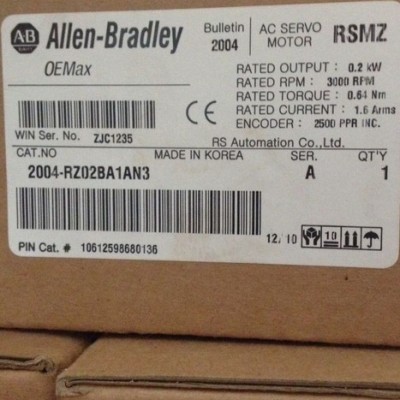 AB Allen-Bradley Bulletin 2004 AC SERVO MOTOR RSMZ
OEMax
RATED OUTPUT : 0.2 kW
RATED RPM : 3000 RPM
RATED TORQUE : 0.64 Nm
RATED CURRENT : 1.6 Arms
ENCODER : 2500 PPR INC.
CE
WIN Ser. No. ZJC1235 RS Automation Co.,Ltd.
CAT.NO MADE IN KOREA SER. QT'Y
2004-RZ02BA1AN3 A 1
12/10 10
PIN Cat. # 10612598680136